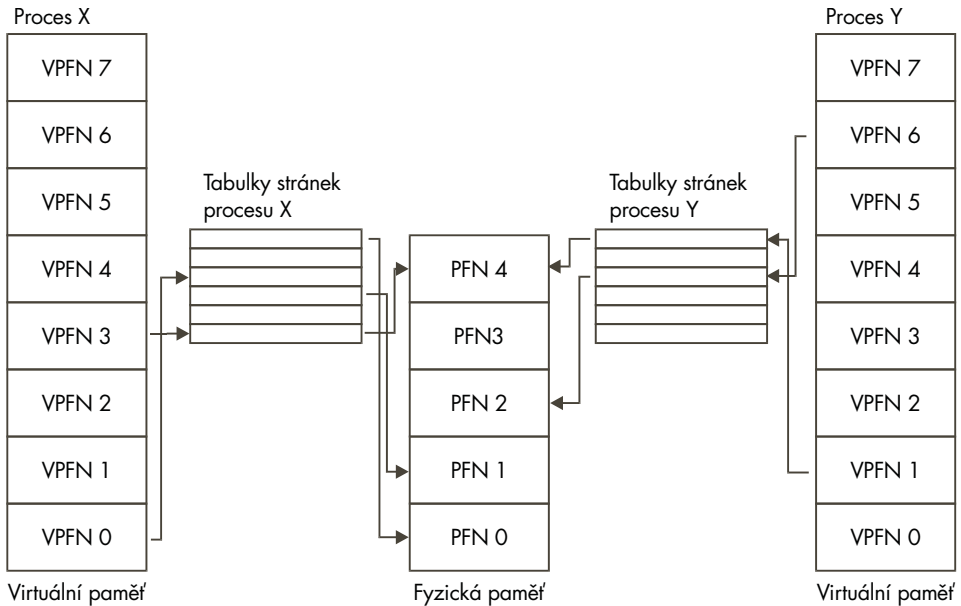 Proces X
VPFN 7
VPFN 6
VPFN 5
VPFN 4
VPFN 3
VPFN 2
VPFN 1
VPFN 0
Virtuální paměť
Tabulky stránek
procesu X
PFN 4
PFN3
PFN 2
PFN 1
PFN 0
Fyzická paměť
Tabulky stránek
procesu Y
Proces Y
VPFN 7
VPFN 6
VPFN 5
VPFN 4
VPFN 3
VPFN 2
VPFN 1
VPFN 0
Virtuální paměť